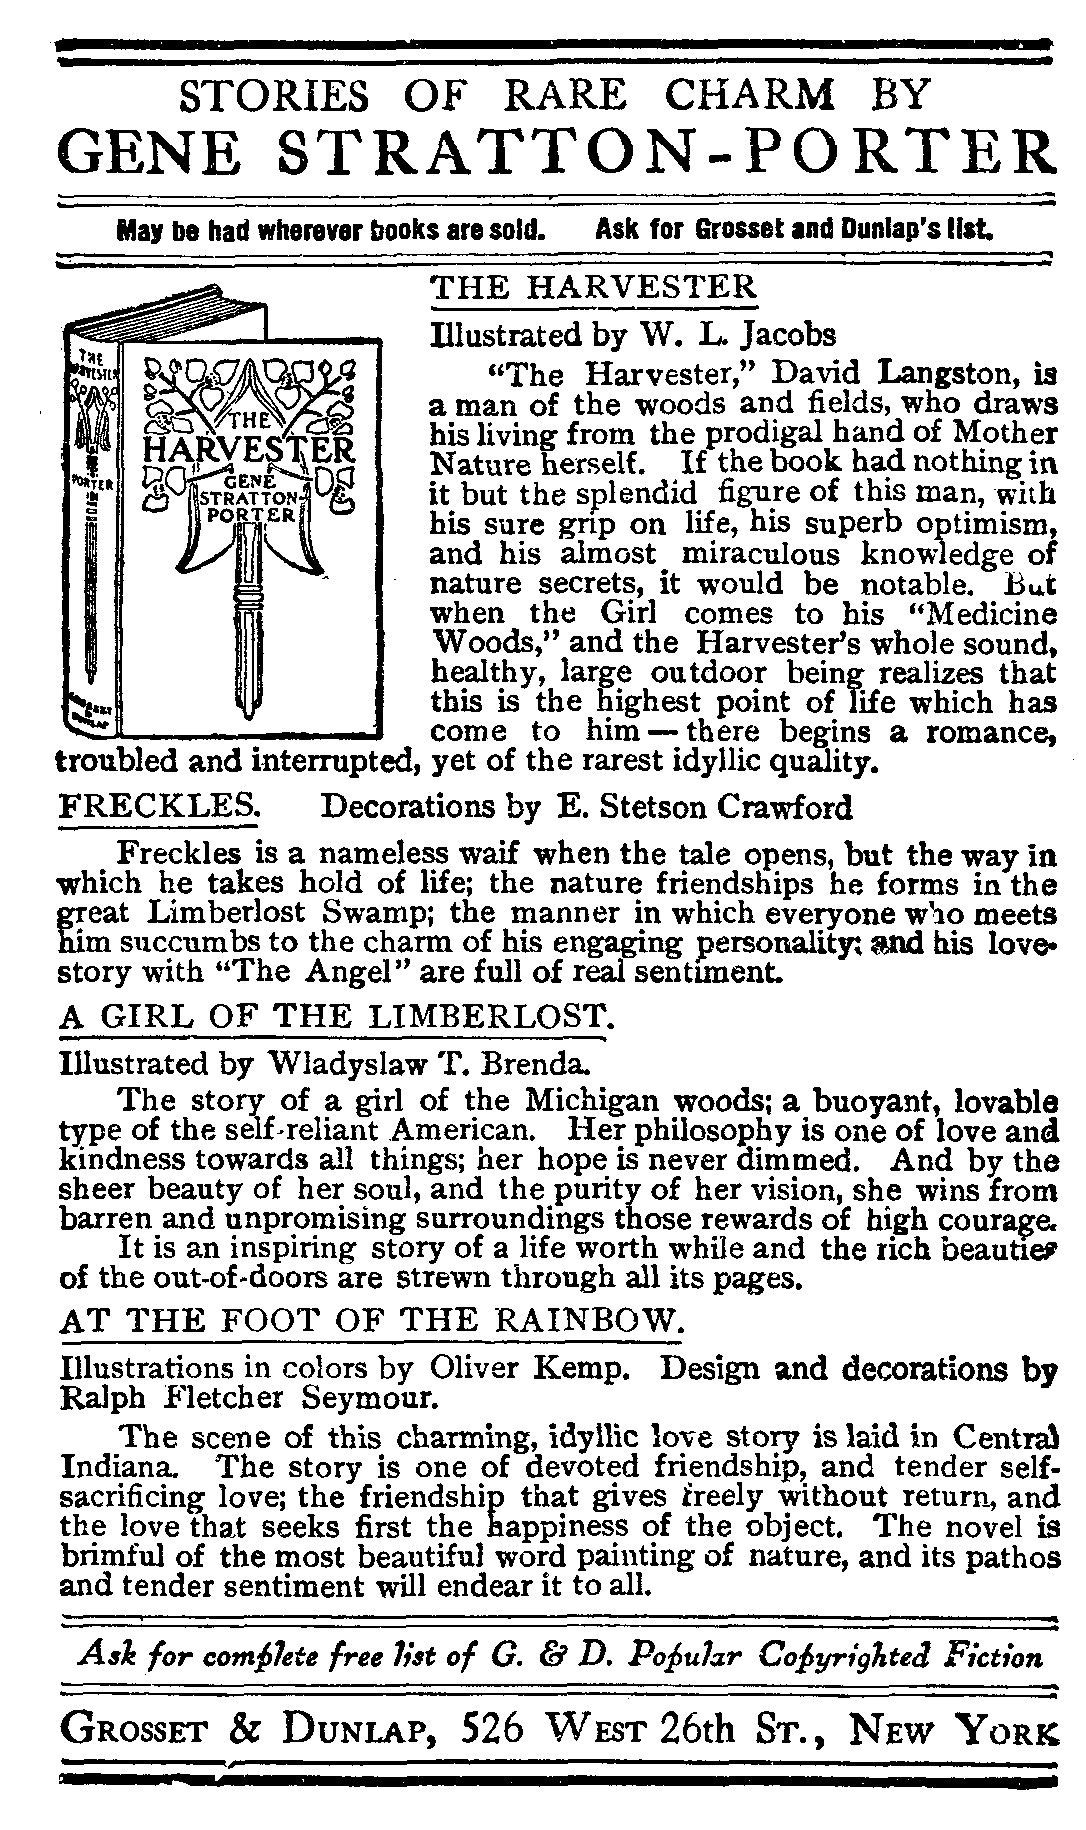 STORIES OF RARE CHARM BY
GENE STRATTON-PORTER
May be had wherever books are sold. Ask for Grosset and Dunlap's list.
THE
HARVESTER
PORTER
GROSSET
&
DUNLAP
THE
HARVESTER
GENE
STRATTON-
PORTER
THE HARVESTER
Illustrated by W. L. Jacobs
“The Harvester,” David Langston, is
a man of the woods and fields, who draws
his living from the prodigal hand of Mother
Nature herself. If the book had nothing in
it but the splendid figure of this man, with
his sure grip on life, his superb optimism,
and his almost miraculous knowledge of
nature secrets, it would be notable. But
when the Girl comes to his “Medicine
Woods,” and the Harvester's whole sound,
healthy, large outdoor being realizes that
this is the highest point of life which has
come to him — there begins a romance,
troubled and interrupted, yet of the rarest idyllic quality.
FRECKLES. Decorations by E. Stetson Crawford
Freckles is a nameless waif when the tale opens, but the way in
which he takes hold of life; the nature friendships he forms in the
great Limberlost Swamp; the manner in which everyone who meets
him succumbs to the charm of his engaging personality; and his love-
story with “The Angel” are full of real sentiment.
A GIRL OF THE LIMBERLOST.
Illustrated by Wladyslaw T. Brenda.
The story of a girl of the Michigan woods; a buoyant, lovable
type of the self-reliant American. Her philosophy is one of love and
kindness towards all things; her hope is never dimmed. And by the
sheer beauty of her soul, and the purity of her vision, she wins from
barren and unpromising surroundings those rewards of high courage.
It is an inspiring story of a life worth while and the rich beauties
of the out-of-doors are strewn through all its pages.
AT THE FOOT OF THE RAINBOW.
Illustrations in colors by Oliver Kemp. Design and decorations by
Ralph Fletcher Seymour.
The scene of this charming, idyllic love story is laid in Central
Indiana. The story is one of devoted friendship, and tender self-
sacrificing love; the friendship that gives freely without return, and
the love that seeks first the happiness of the object. The novel is
brimful of the most beautiful word painting of nature, and its pathos
and tender sentiment will endear it to all.
Ask for complete free list of G. & D. Popular Copyrighted Fiction
GROSSET & DUNLAP, 526 WEST 26th ST., NEW YORK